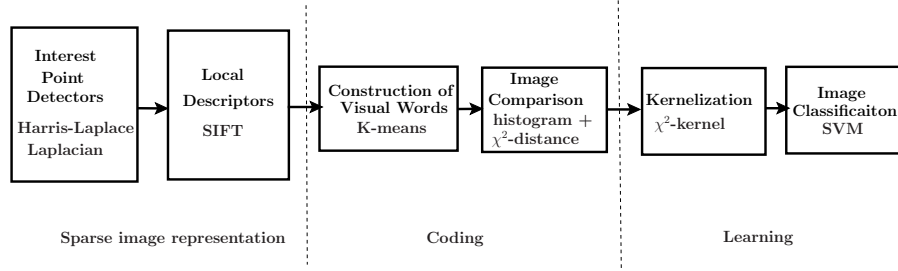 Interest
Point
Detectors
Harris-Laplace
Laplacian
Local
Descriptors
SIFT
Construction of
Visual Words
K-means
Image
Comparison
histogram +
χ²-distance
Kernelization
χ²-kernel
Image
Classificaiton
SVM
Sparse image representation
Coding
Learning